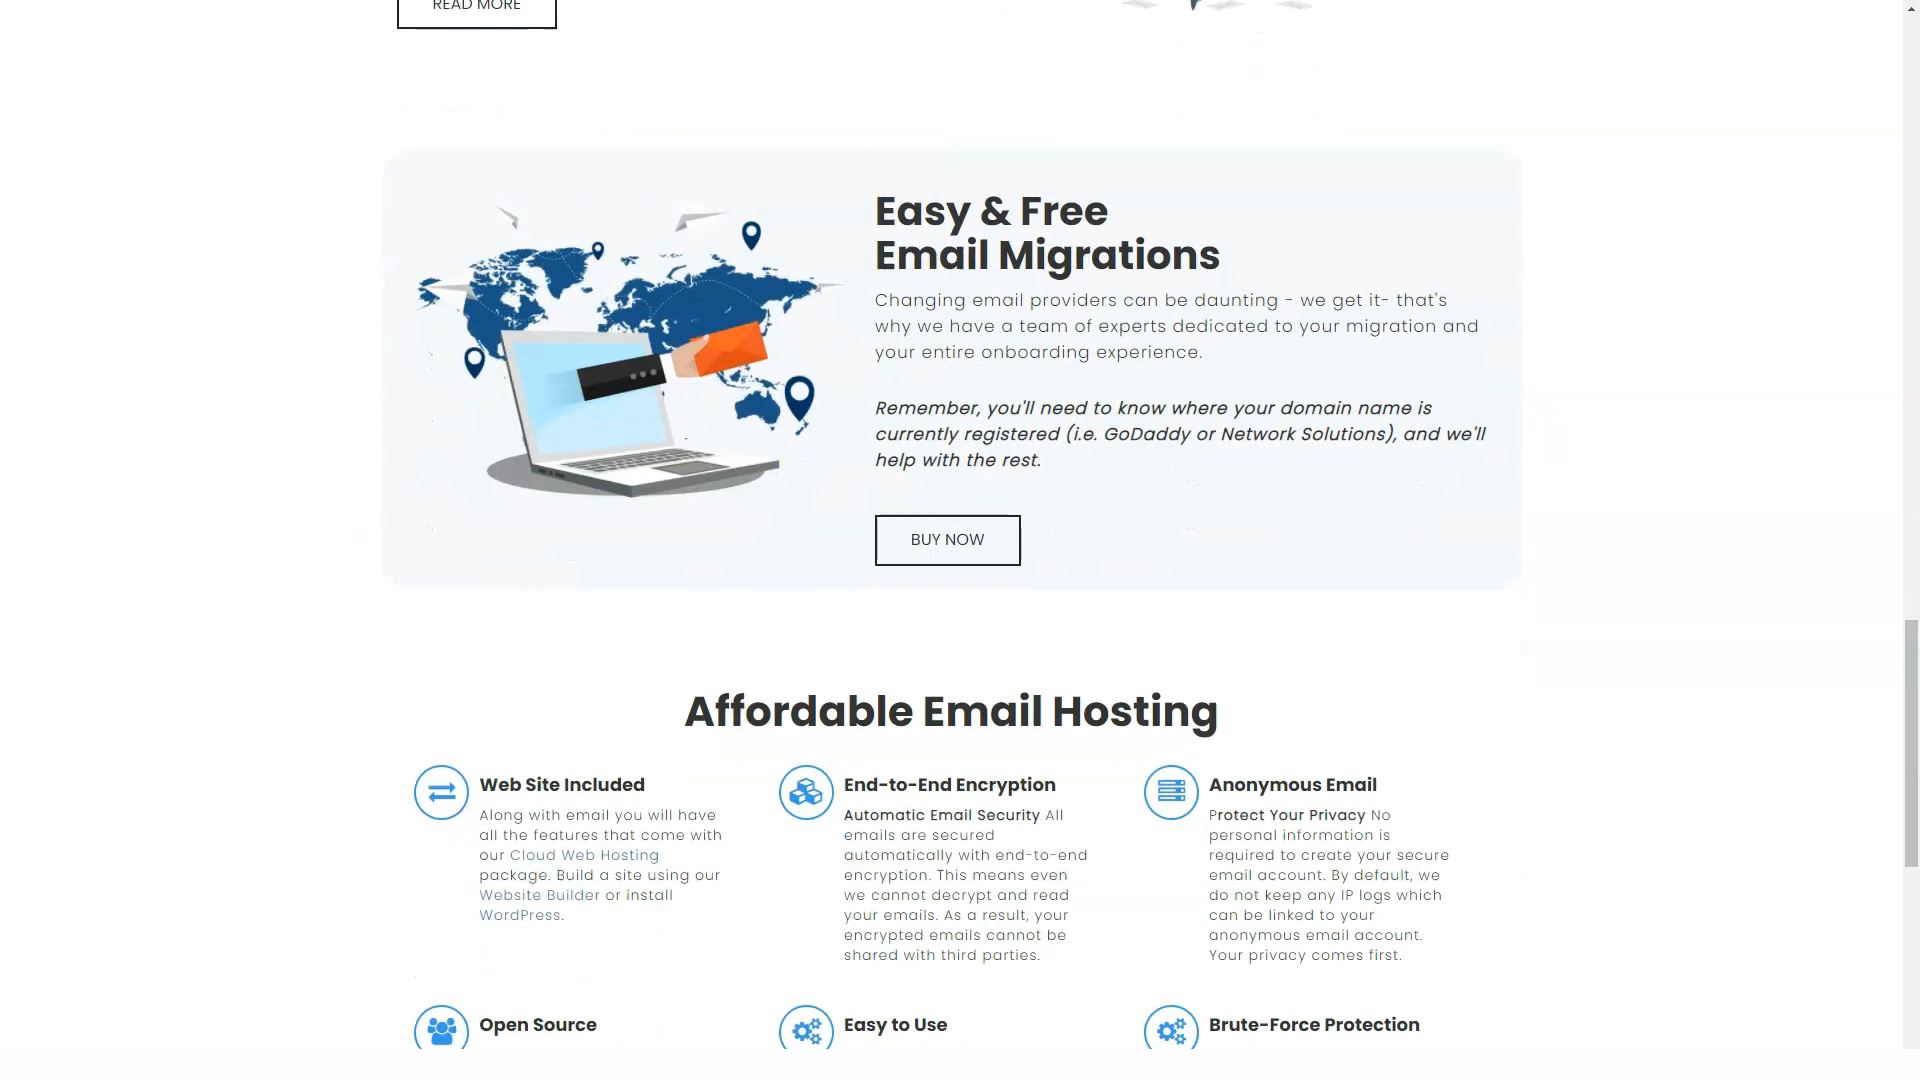 READ MORE
Easy & Free
Email Migrations
Changing email providers can be daunting - we get it- that's
why we have a team of experts dedicated to your migration and
your entire onboarding experience.
Remember, you'll need to know where your domain name is
currently registered (i.e. GoDaddy or Network Solutions), and we'll
help with the rest.
BUY NOW
Affordable Email Hosting
Web Site Included
Along with email you will have
all the features that come with
our Cloud Web Hosting
package. Build a site using our
Website Builder or install
WordPress.
End-to-End Encryption
Automatic Email Security All
emails are secured
automatically with end-to-end
encryption. This means even
we cannot decrypt and read
your emails. As a result, your
encrypted emails cannot be
shared with third parties.
Anonymous Email
Protect Your Privacy No
personal information is
required to create your secure
email account. By default, we
do not keep any IP logs which
can be linked to your
anonymous email account.
Your privacy comes first.
Open Source
Easy to Use
Brute-Force Protection